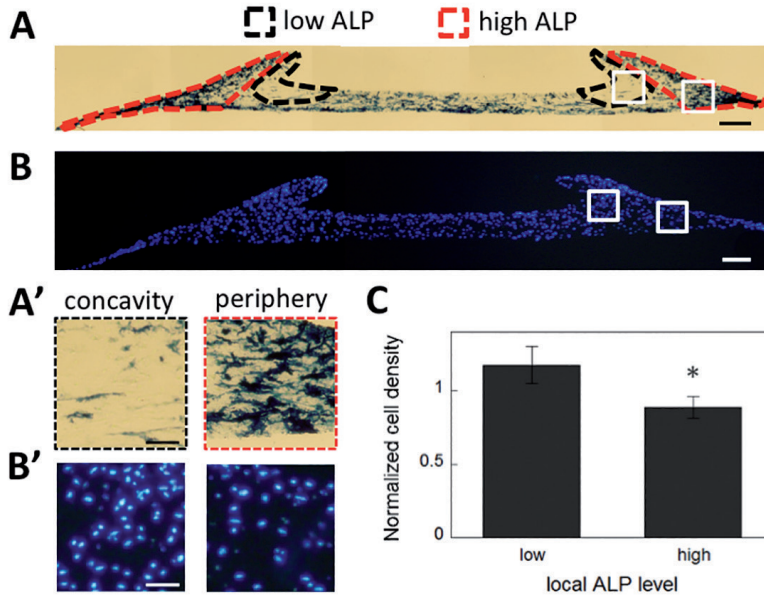 A
low ALP
high ALP
B
A'
concavity
periphery
B'
C
Normalized cell density
1
0.5
0
*
low
high
local ALP level